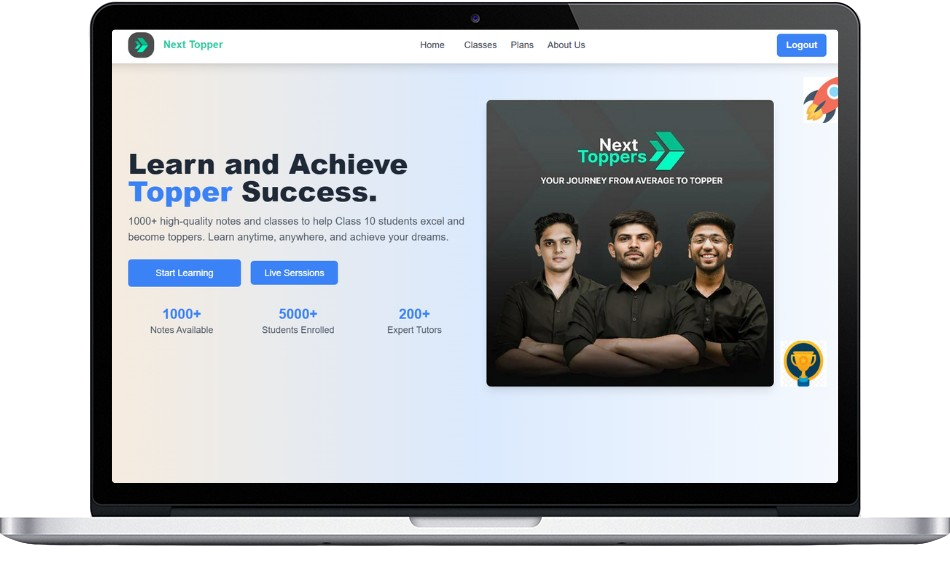 Next Topper
Home Classes Plans About Us
Logout
Learn and Achieve
Topper Success.
1000+ high-quality notes and classes to help Class 10 students excel and
become toppers. Learn anytime, anywhere, and achieve your dreams.
Start Learning
Live Serssions
1000+
Notes Available
5000+
Students Enrolled
200+
Expert Tutors
Next
Toppers
YOUR JOURNEY FROM AVERAGE TO TOPPER